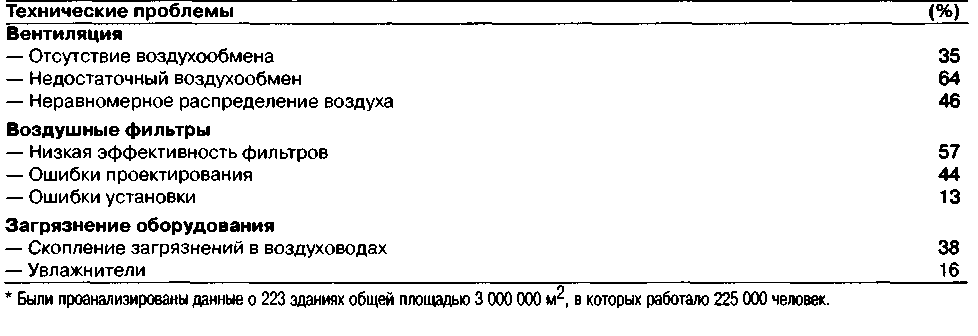 Технические проблемы (%)
Вентиляция
— Отсутствие воздухообмена 35
— Недостаточный воздухообмен 64
— Неравномерное распределение воздуха 46
Воздушные фильтры
— Низкая эффективность фильтров 57
— Ошибки проектирования 44
— Ошибки установки 13
Загрязнение оборудования
— Скопление загрязнений в воздуховодах 38
— Увлажнители 16
* Были проанализированы данные о 223 зданиях общей площадью 3 000 000 м², в которых работало 225 000 человек.